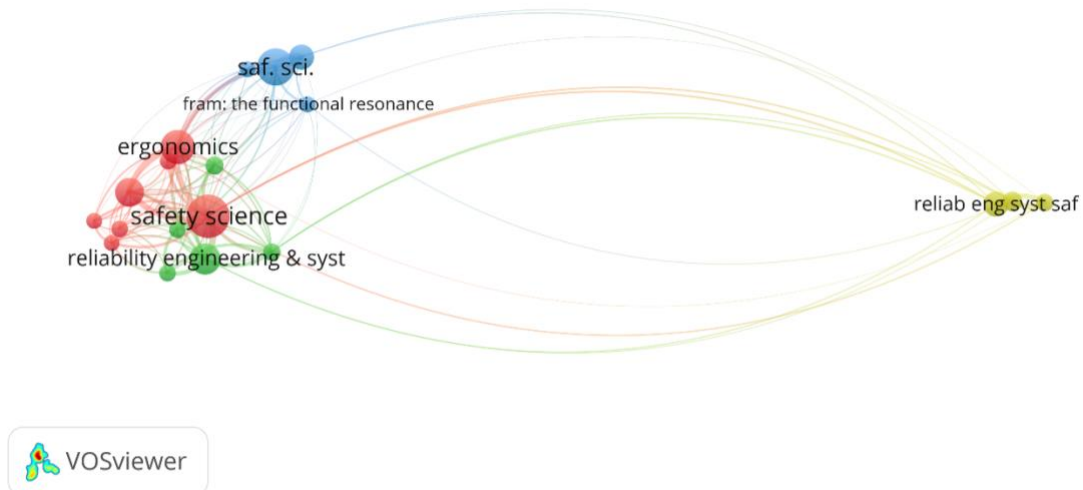 saf. sci.
fram: the functional resonance
ergonomics
safety science
reliab eng syst saf
reliability engineering & syst
VOSviewer